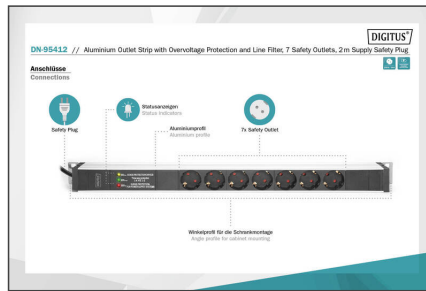 DIGITUS®
DN-95412 // Aluminium Outlet Strip with Overvoltage Protection and Line Filter, 7 Safety Outlets, 2 m Supply Safety Plug
Anschlüsse
Connections
Statusanzeigen
Status indicators
Safety Plug
Aluminiumprofil
Aluminium profile
7x Safety Outlet
Winkelprofil für die Schrankmontage
Angle profile for cabinet mounting